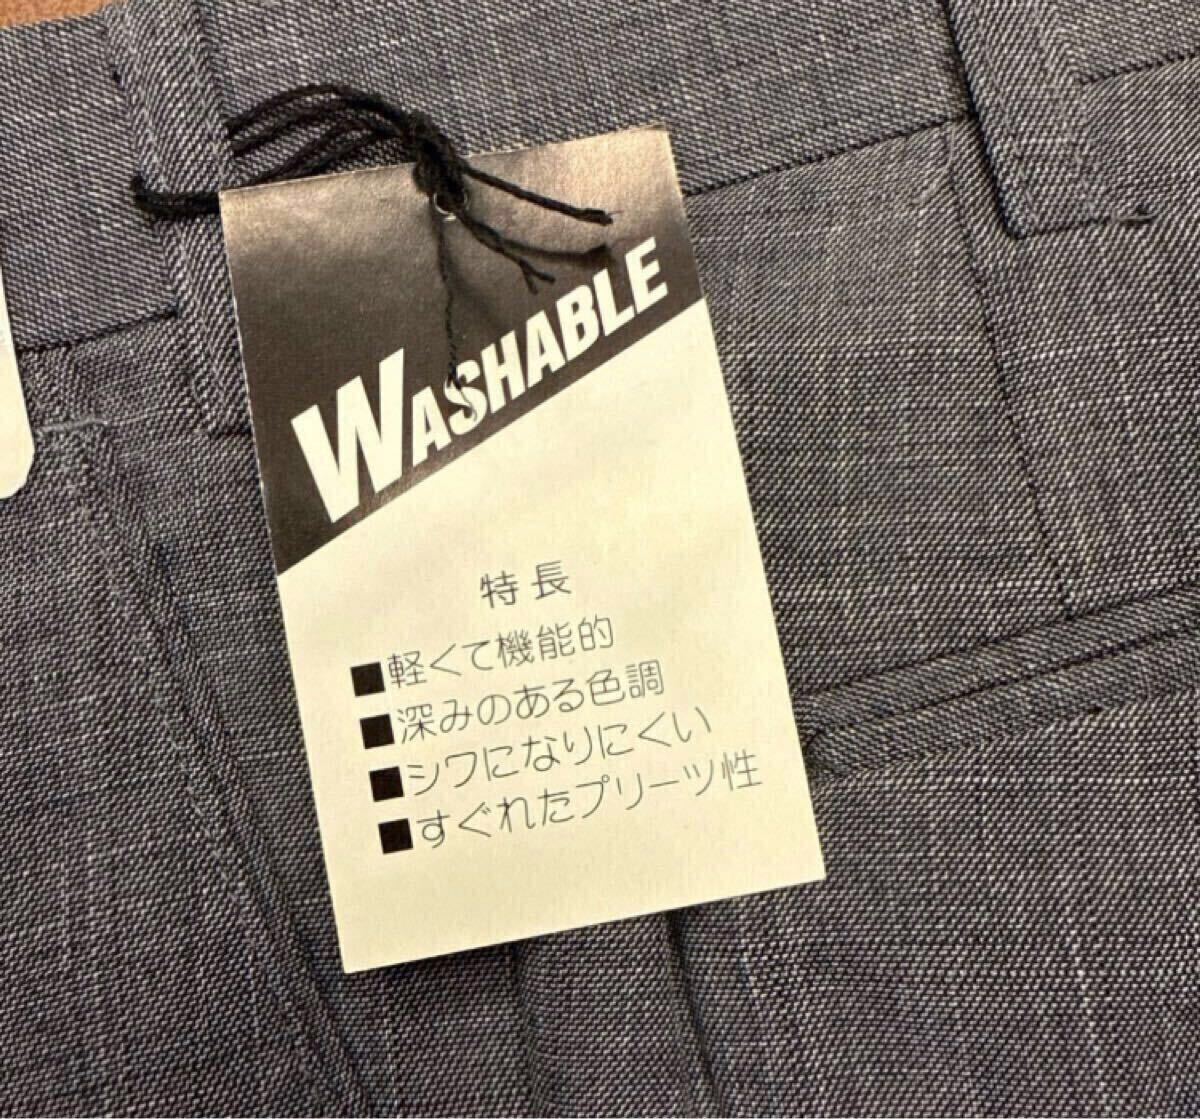 WASHABLE
特長
■軽くて機能的
■深みのある色調
■シワになりにくい
■すぐれたプリーツ性